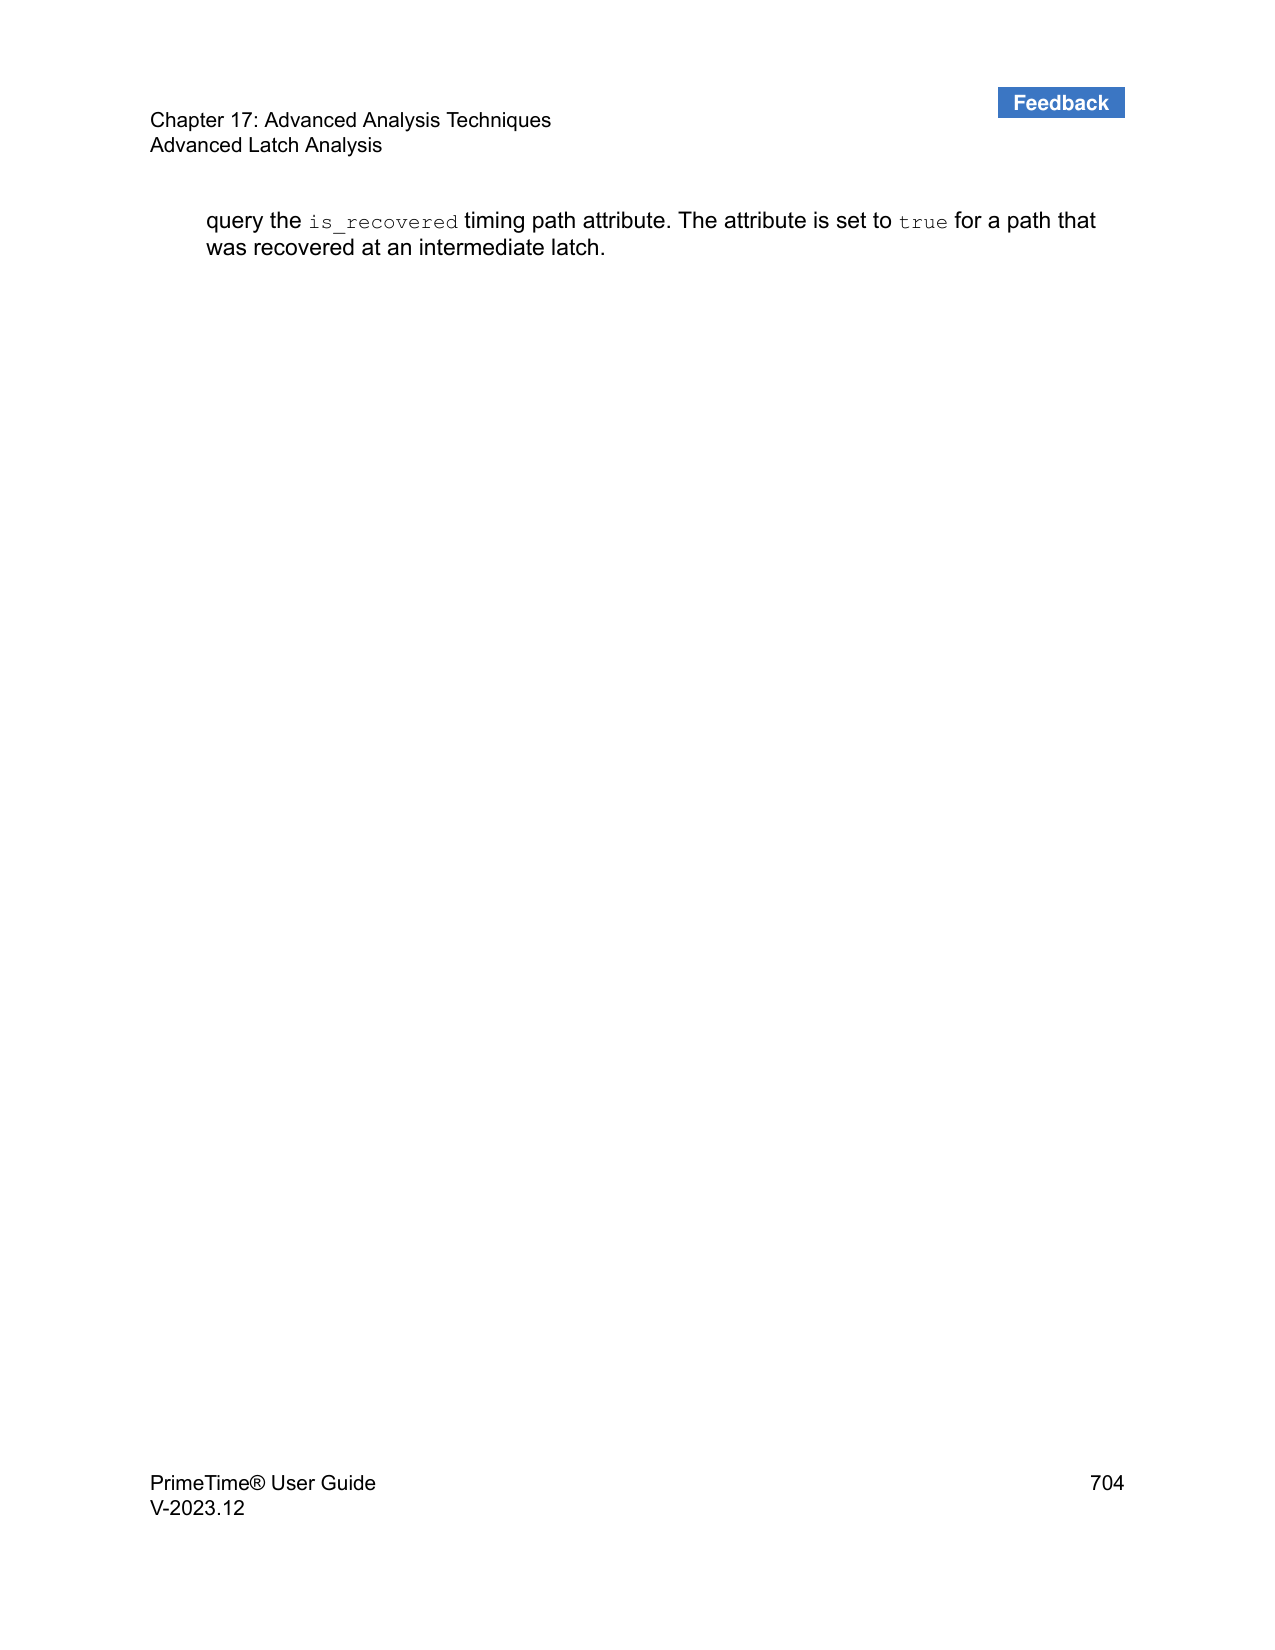 Feedback
Chapter 17: Advanced Analysis Techniques
Advanced Latch Analysis
query the is_recovered timing path attribute. The attribute is set to true for a path that
was recovered at an intermediate latch.
PrimeTime® User Guide 704
V-2023.12